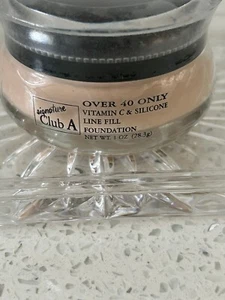 signature
Club A
OVER 40 ONLY
VITAMIN C & SILICONE
LINE FILL
FOUNDATION
NET WT. 1 OZ (28.3g)